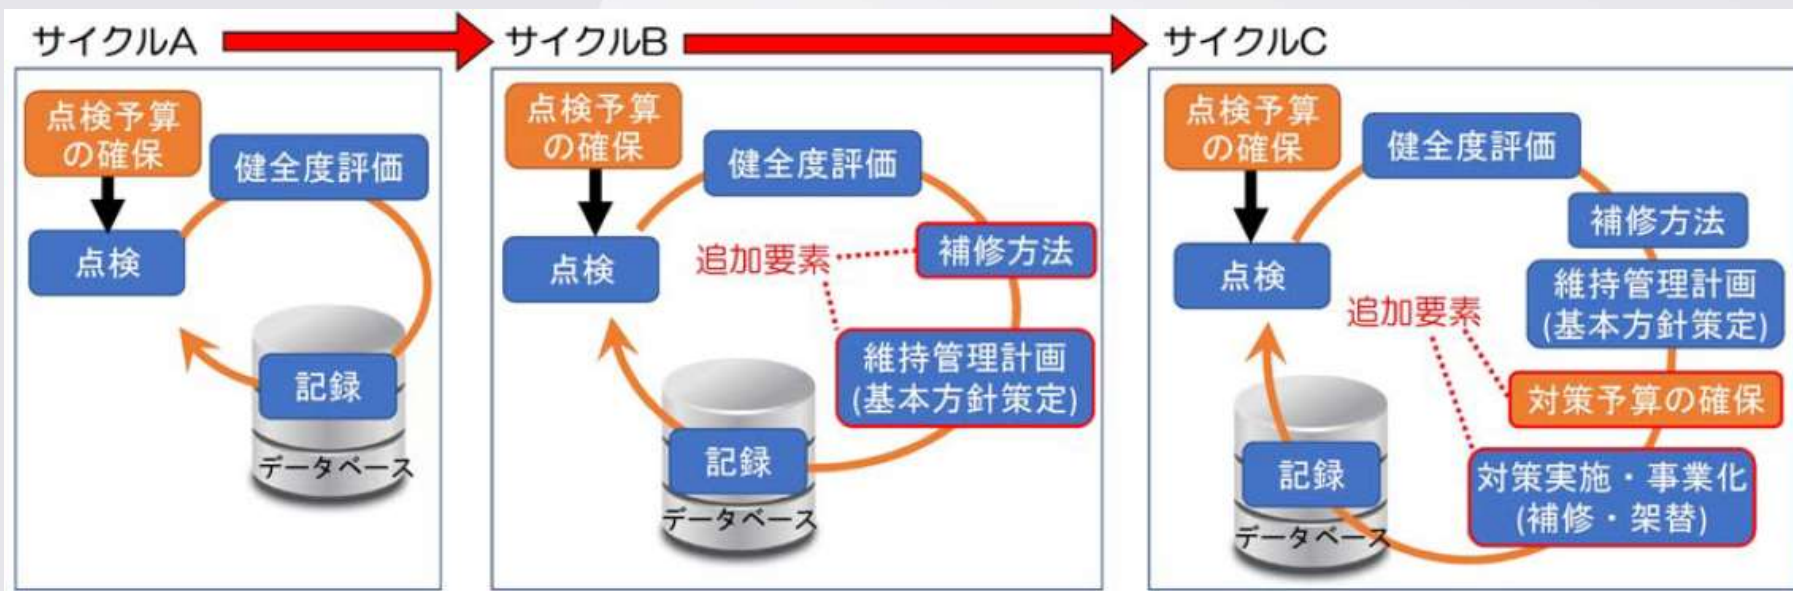 サイクルA
点検予算
の確保
健全度評価
点検
記録
データベース
サイクルB
点検予算
の確保
健全度評価
点検
追加要素
補修方法
維持管理計画
(基本方針策定)
記録
データベース
サイクルC
点検予算
の確保
健全度評価
補修方法
点検
維持管理計画
(基本方針策定)
追加要素
対策予算の確保
記録
対策実施・事業化
(補修・架替)
データベース